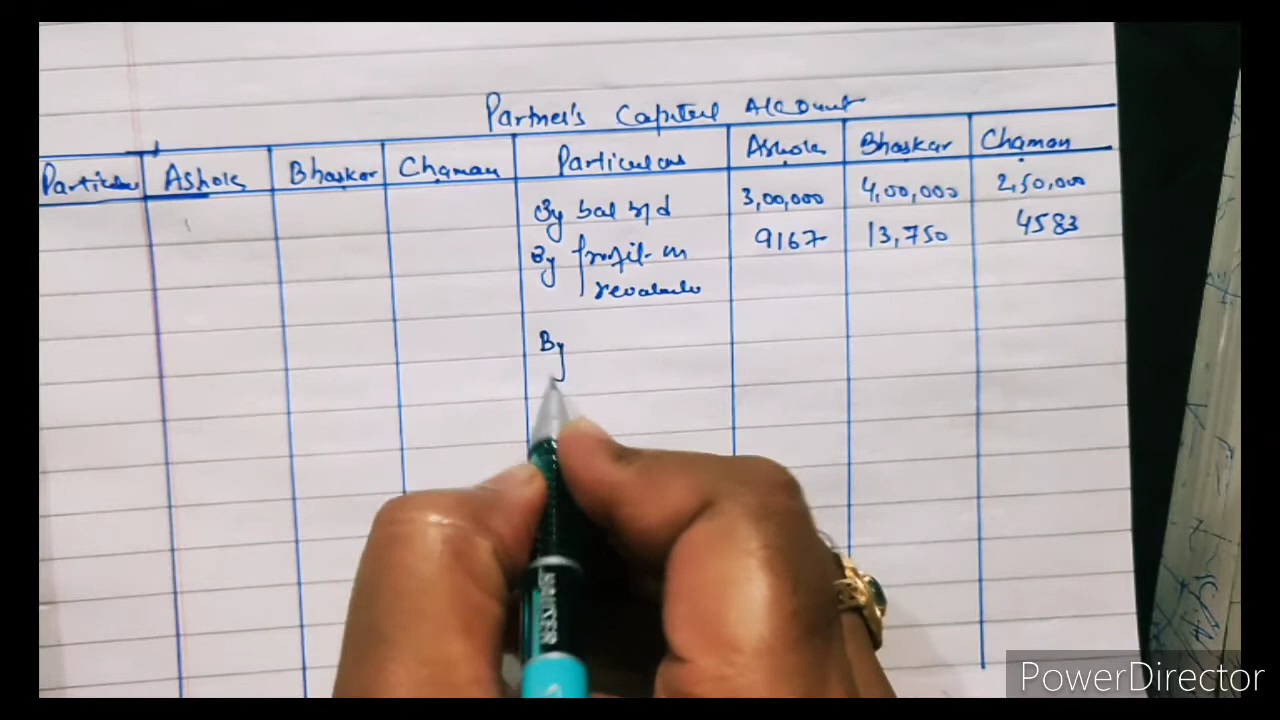 Partner's Capital Account
Particulars Ashok Bhaskar Chaman Particulars Ashok Bhaskar Chaman
By bal b/d 3,00,000 4,00,000 2,50,000
By profit on 9167 13,750 4583
revaluatn
By
PowerDirector